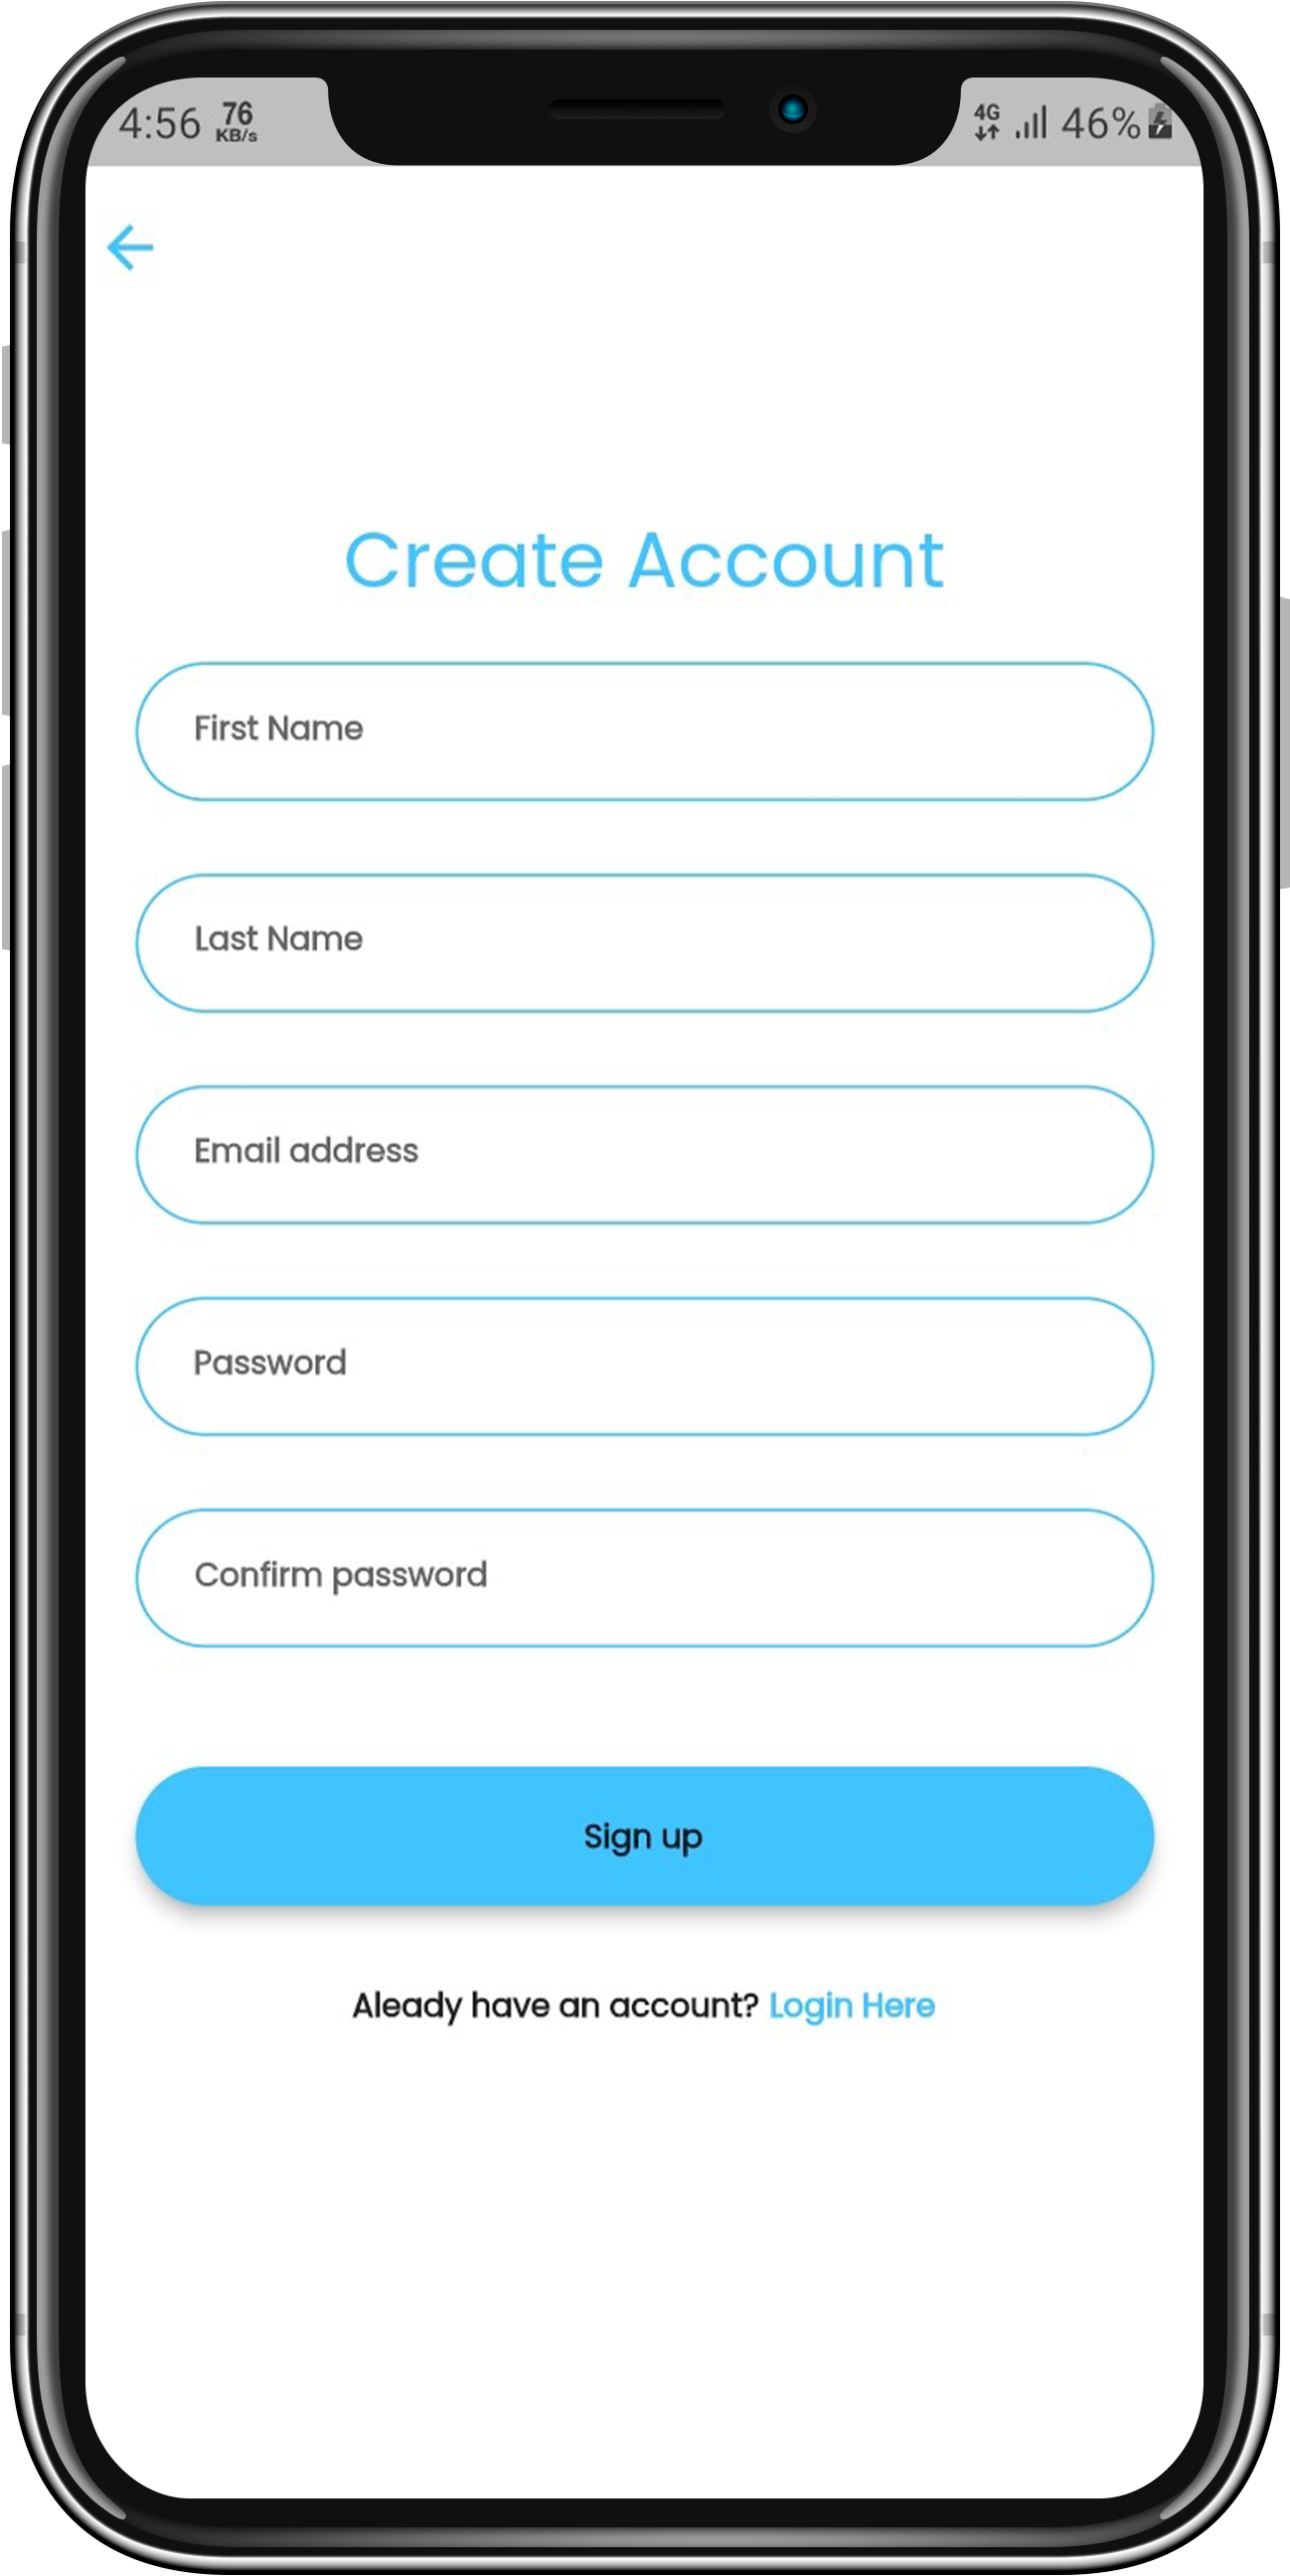 4:56 76 KB/s 4G 46%
Create Account
First Name
Last Name
Email address
Password
Confirm password
Sign up
Aleady have an account? Login Here